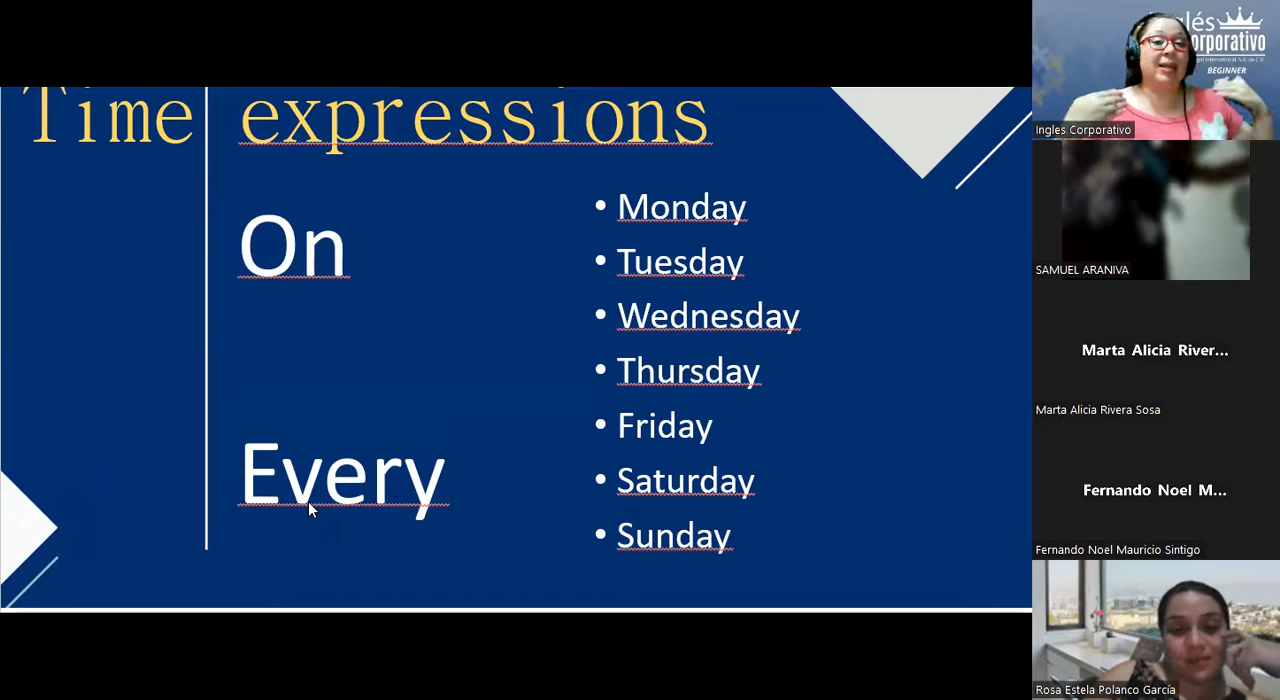 Time expressions
On
Every
• Monday
• Tuesday
• Wednesday
• Thursday
• Friday
• Saturday
• Sunday
BEGINNER
Ingles Corporativo
SAMUEL ARANIVA
Marta Alicia River...
Marta Alicia Rivera Sosa
Fernando Noel M...
Fernando Noel Mauricio Sintigo
Rosa Estela Polanco García